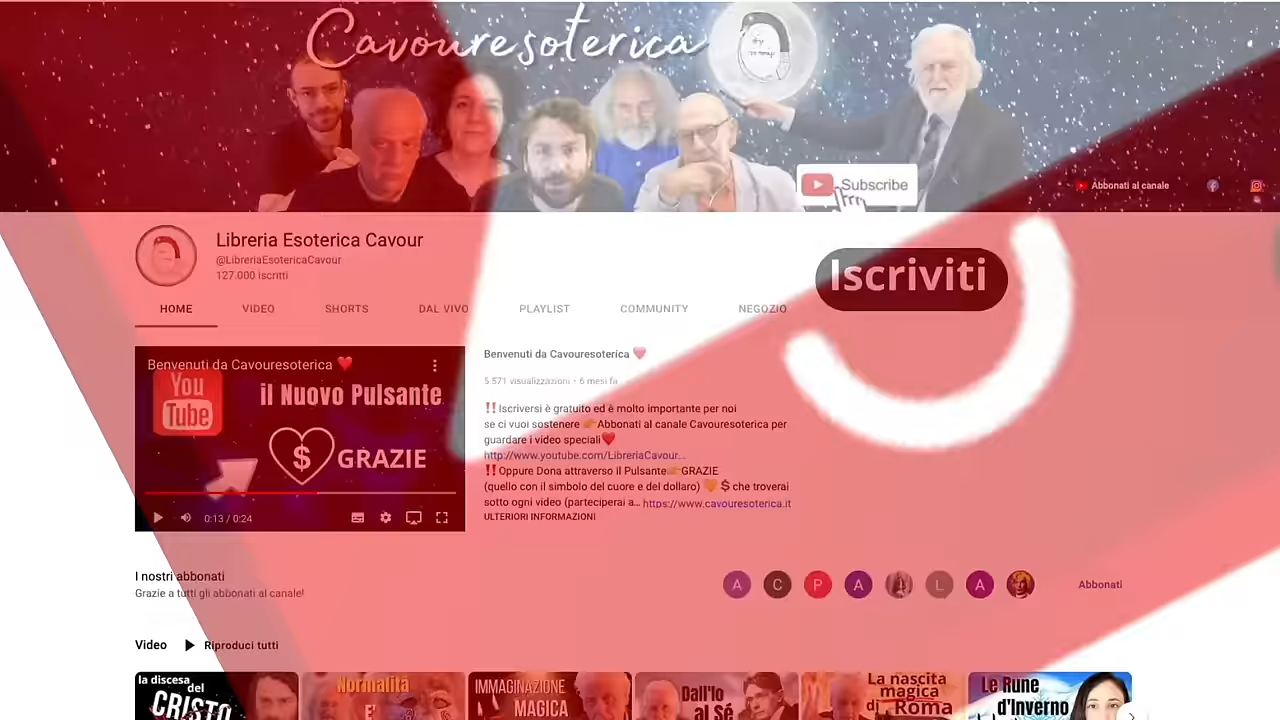 Cavouresoterica
Subscribe
Abbonati al canale
Libreria Esoterica Cavour
@LibreriaEsotericaCavour
127.000 iscritti
Iscriviti
HOME VIDEO SHORTS DAL VIVO PLAYLIST COMMUNITY NEGOZIO
Benvenuti da Cavouresoterica ❤️
You
Tube
il Nuovo Pulsante
$ GRAZIE
0:13 / 0:24
Benvenuti da Cavouresoterica ❤️
5.571 visualizzazioni • 6 mesi fa
‼️Iscriversi è gratuito ed è molto importante per noi
se ci vuoi sostenere 👉Abbonati al canale Cavouresoterica per
guardare i video speciali❤️
http://www.youtube.com/LibreriaCavour...
‼️Oppure Dona attraverso il Pulsante👉GRAZIE
(quello con il simbolo del cuore e del dollaro) 🧡 $ che troverai
sotto ogni video (parteciperai a... https://www.cavouresoterica.it
ULTERIORI INFORMAZIONI
I nostri abbonati
Grazie a tutti gli abbonati al canale!
A C P A L A
Abbonati
Video ▶ Riproduci tutti
la discesa
del
CRISTO
Normalità
E'
IMMAGINAZIONE
MAGICA
Dall'Io
al Sé
La nascita
magica
di Roma
Le Rune
d'Inverno